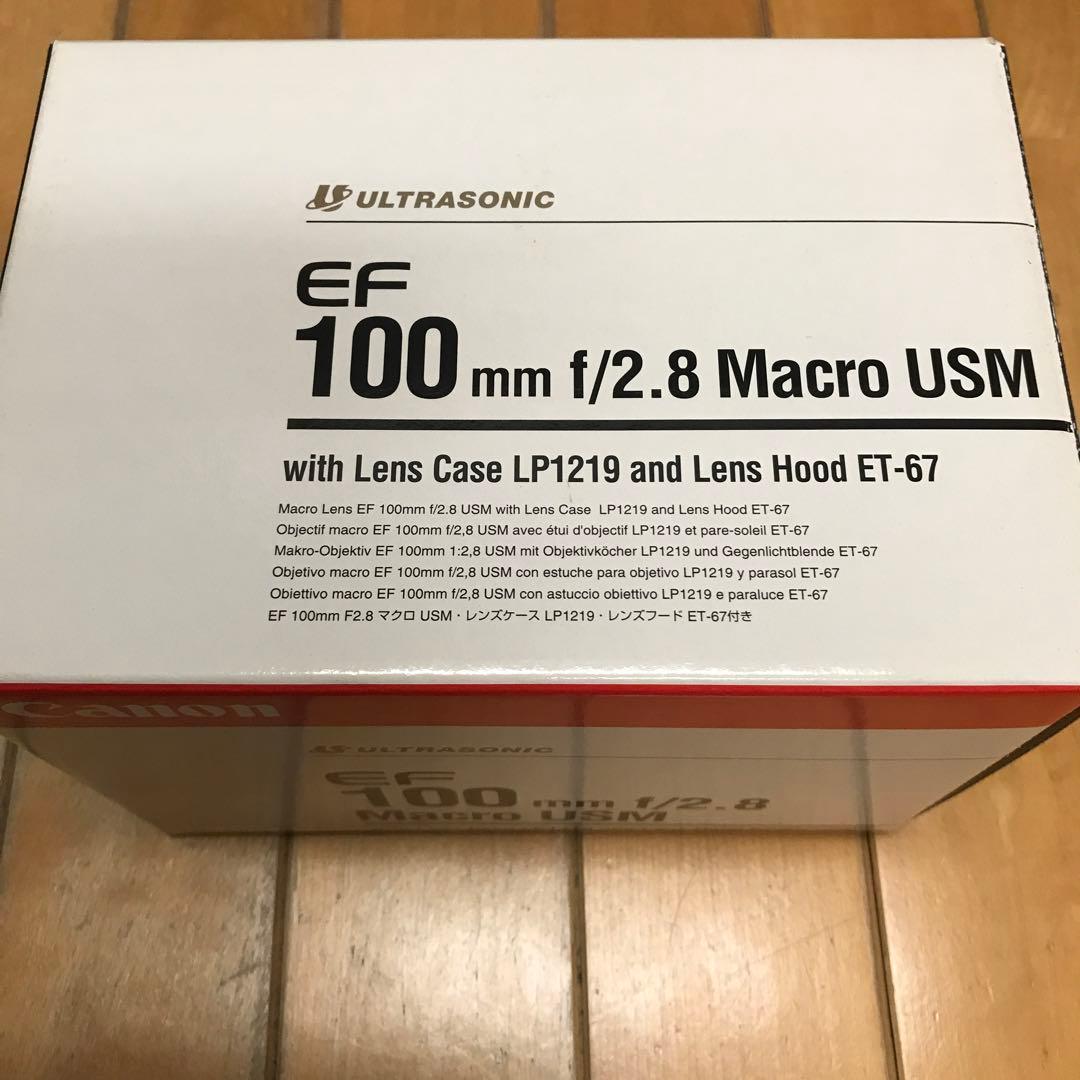 ULTRASONIC
EF
100 mm f/2.8 Macro USM
with Lens Case LP1219 and Lens Hood ET-67
Macro Lens EF 100mm f/2.8 USM with Lens Case LP1219 and Lens Hood ET-67
Objectif macro EF 100mm f/2,8 USM avec étui d'objectif LP1219 et pare-soleil ET-67
Makro-Objektiv EF 100mm 1:2,8 USM mit Objektivköcher LP1219 und Gegenlichtblende ET-67
Objetivo macro EF 100mm f/2,8 USM con estuche para objetivo LP1219 y parasol ET-67
Obiettivo macro EF 100mm f/2,8 USM con astuccio obiettivo LP1219 e paraluce ET-67
EF 100mm F2.8 マクロ USM・レンズケース LP1219・レンズフード ET-67付き
Canon
ULTRASONIC
EF
100 mm f/2.8
Macro USM